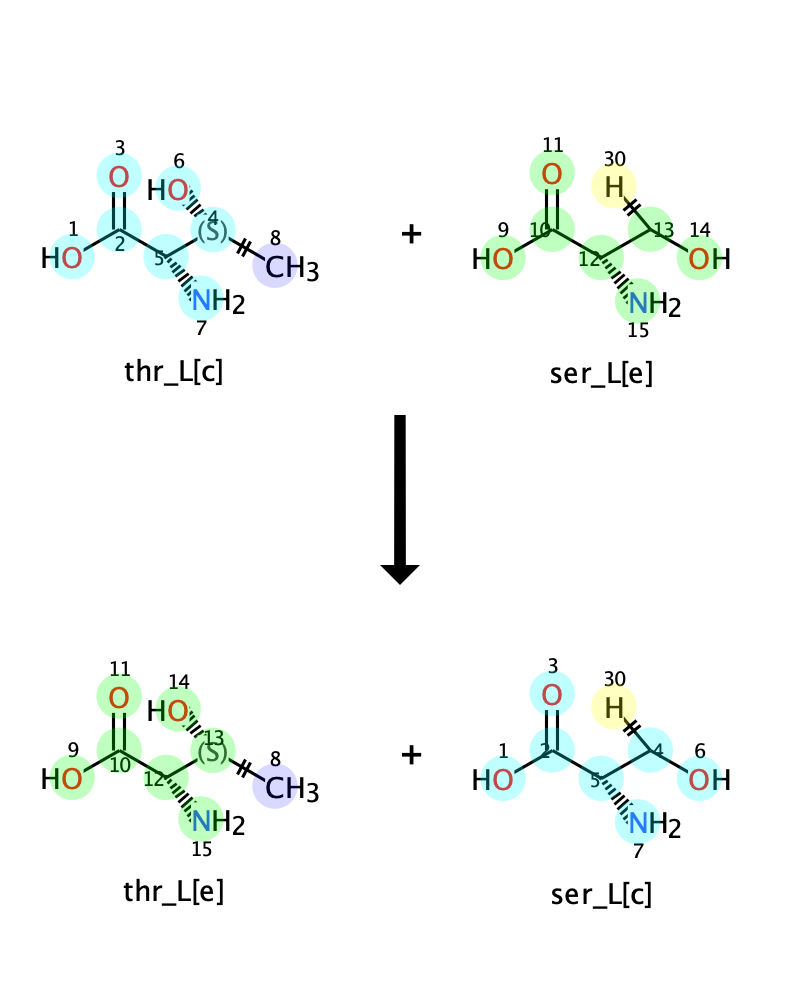 3 6 11 30
O HO O H
1 4 8 9 10 13 14
HO 2 5 (S) CH3 + HO 12 OH
NH2 NH2
7 15
thr_L[c] ser_L[e]
11 14 3 30
O HO O H
9 13 8 1 2 4 6
HO 10 12 (S) CH3 + HO 5 OH
NH2 NH2
15 7
thr_L[e] ser_L[c]